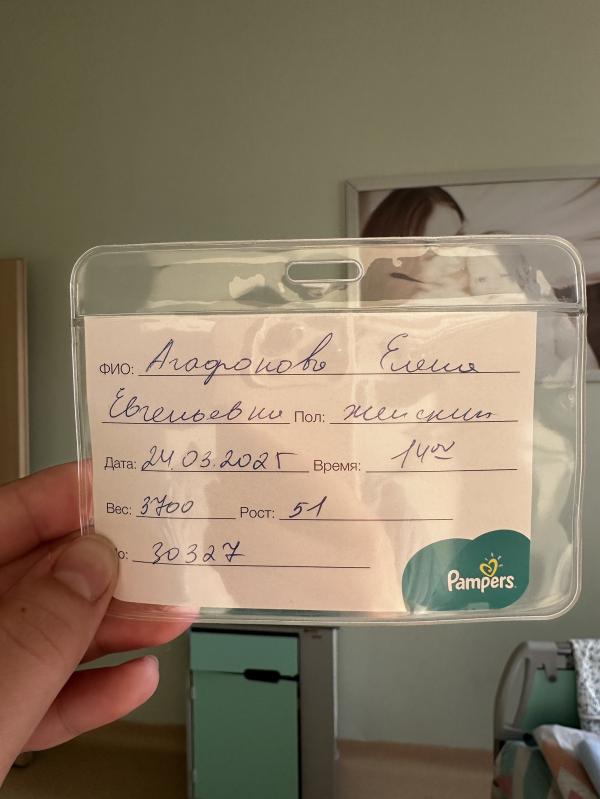 ФИО: Агафонова Елена
Евгеньевна Пол: женский
Дата: 24.03.2025 Время: 14⁰⁰
Вес: 3700 Рост: 51
30327
Pampers